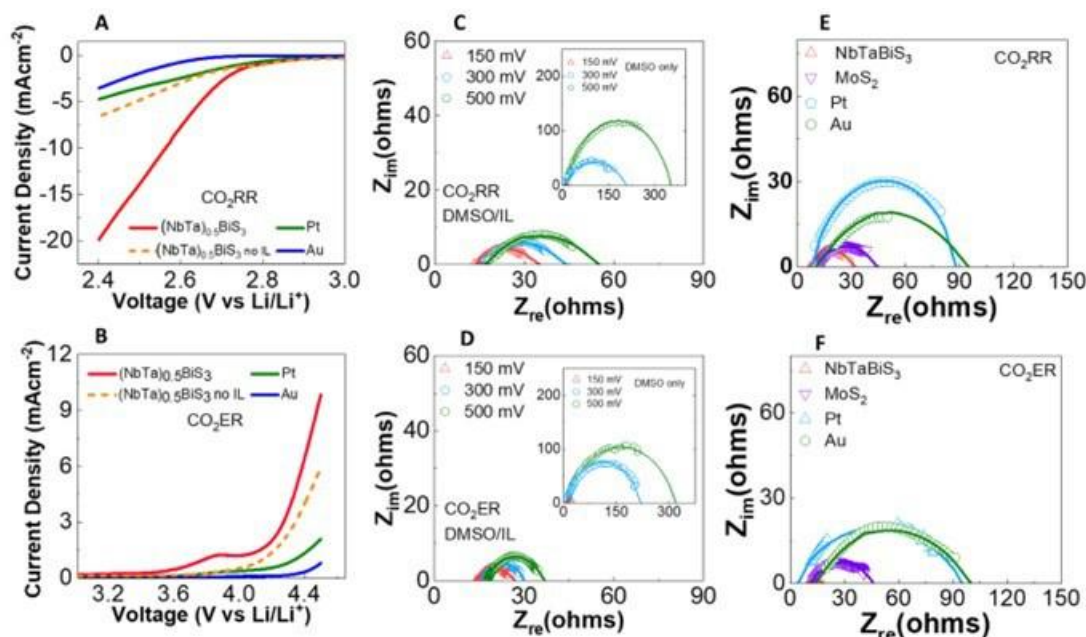 A
Current Density (mAcm⁻²)
0
-5
-10
-15
-20
CO₂RR
(NbTa)₀.₅BiS₃
Pt
(NbTa)₀.₅BiS₃ no IL
Au
2.4
2.6
2.8
3.0
Voltage (V vs Li/Li⁺)
C
Zᵢₘ(ohms)
60
40
20
0
150 mV
300 mV
500 mV
CO₂RR
DMSO/IL
200
100
0
150 mV
300 mV
500 mV
DMSO only
0
150
300
450
0
30
60
90
Zᵣₑ(ohms)
E
Zᵢₘ(ohms)
60
30
0
NbTaBiS₃
CO₂RR
MoS₂
Pt
Au
0
30
60
90
120
150
Zᵣₑ(ohms)
B
Current Density (mAcm⁻²)
12
9
6
3
0
(NbTa)₀.₅BiS₃
Pt
(NbTa)₀.₅BiS₃ no IL
Au
CO₂ER
3.2
3.6
4.0
4.4
Voltage (V vs Li/Li⁺)
D
Zᵢₘ(ohms)
60
40
20
0
150 mV
300 mV
500 mV
CO₂ER
DMSO/IL
200
100
0
150 mV
300 mV
500 mV
DMSO only
0
100
200
300
400
0
30
60
90
Zᵣₑ(ohms)
F
Zᵢₘ(ohms)
60
30
0
NbTaBiS₃
CO₂ER
MoS₂
Pt
Au
0
30
60
90
120
150
Zᵣₑ(ohms)